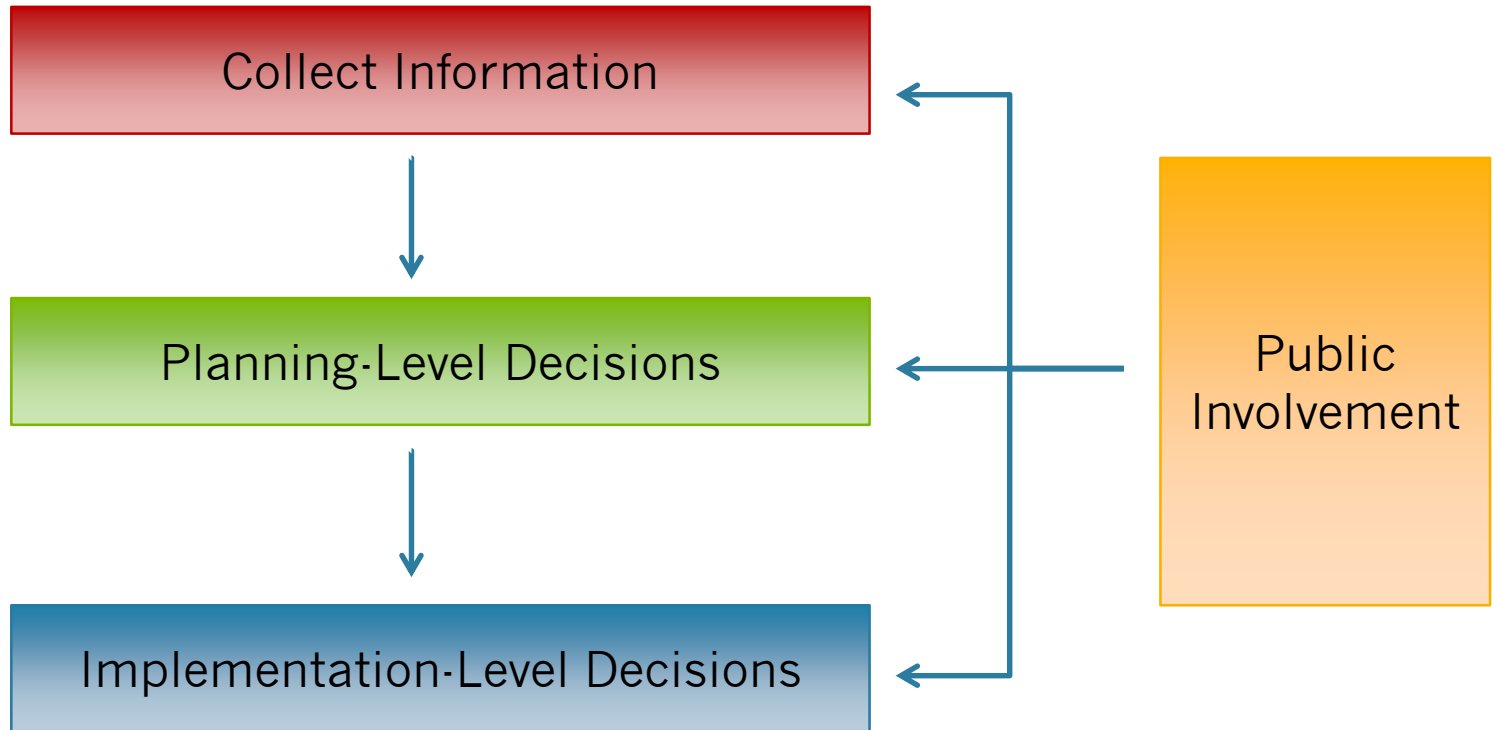 Collect Information
Planning-Level Decisions
Implementation-Level Decisions
Public
Involvement